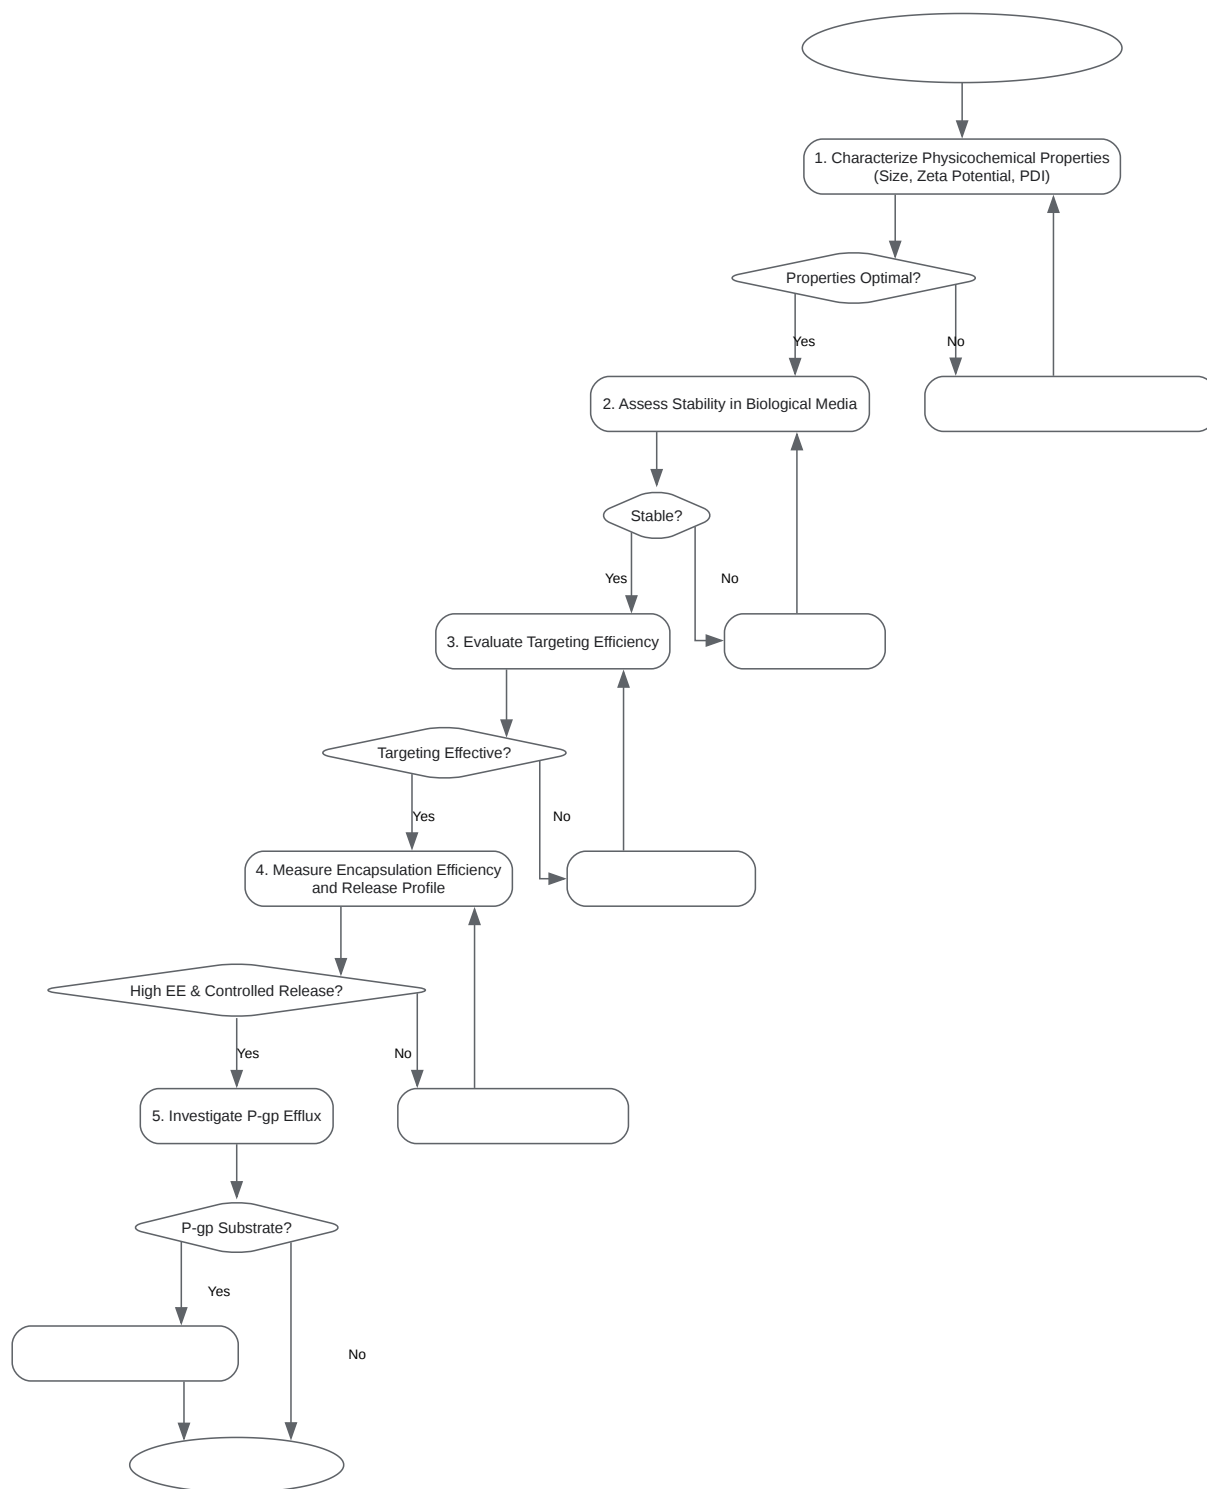 1. Characterize Physicochemical Properties
(Size, Zeta Potential, PDI)
Properties Optimal?
Yes
No
2. Assess Stability in Biological Media
Stable?
Yes
No
3. Evaluate Targeting Efficiency
Targeting Effective?
Yes
No
4. Measure Encapsulation Efficiency
and Release Profile
High EE & Controlled Release?
Yes
No
5. Investigate P-gp Efflux
P-gp Substrate?
Yes
No